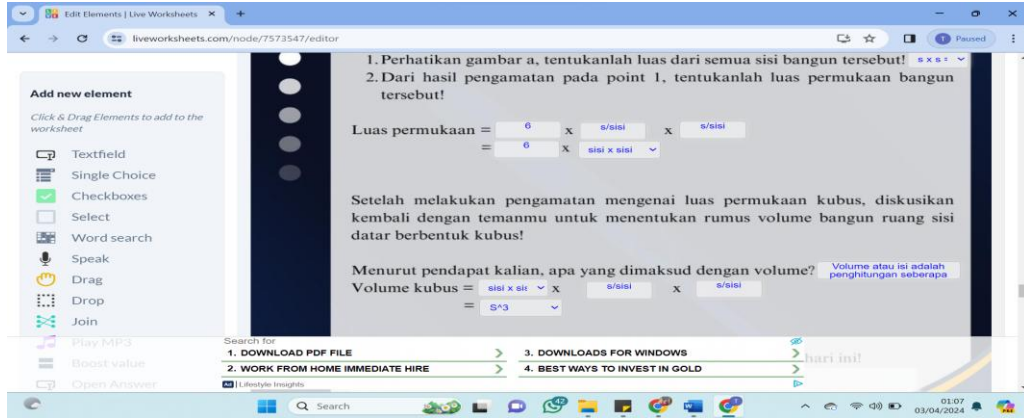 Edit Elements | Live Worksheets
liveworksheets.com/node/7573547/editor
T Paused
Add new element
Click & Drag Elements to add to the
worksheet
Textfield
Single Choice
Checkboxes
Select
Word search
Speak
Drag
Drop
Join
Play MP3
Boost value
Open Answer
1. Perhatikan gambar a, tentukanlah luas dari semua sisi bangun tersebut! s x s =
2. Dari hasil pengamatan pada point 1, tentukanlah luas permukaan bangun
tersebut!
Luas permukaan = 6 x s/sisi x s/sisi
= 6 x sisi x sisi
Setelah melakukan pengamatan mengenai luas permukaan kubus, diskusikan
kembali dengan temanmu untuk menentukan rumus volume bangun ruang sisi
datar berbentuk kubus!
Menurut pendapat kalian, apa yang dimaksud dengan volume? Volume atau isi adalah
penghitungan seberapa
Volume kubus = sisi x sis x s/sisi x s/sisi
= S^3
hari ini!
Search for
1. DOWNLOAD PDF FILE
2. WORK FROM HOME IMMEDIATE HIRE
3. DOWNLOADS FOR WINDOWS
4. BEST WAYS TO INVEST IN GOLD
Ad | Lifestyle Insights
Search
42
01:07
03/04/2024